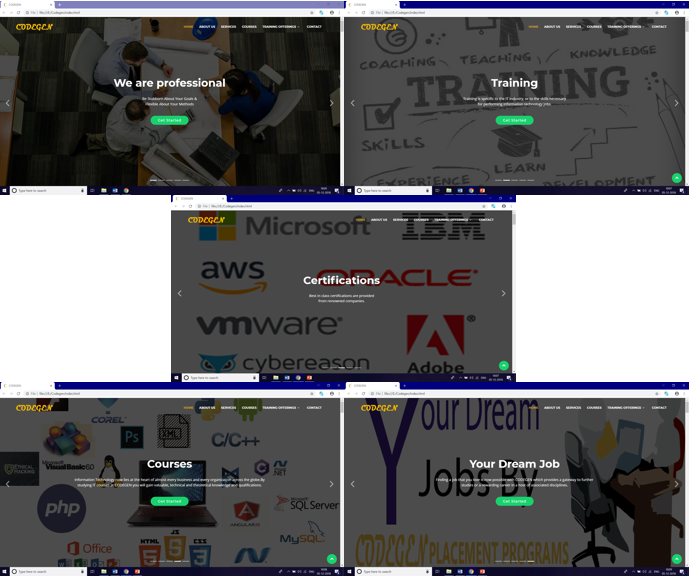 CODEGEN
HOME ABOUT US SERVICES COURSES TRAINING OFFERINGS CONTACT
We are professional
Be Stubborn About Your Goals &
Flexible About Your Methods
Get Started
Type here to search
CODEGEN
HOME ABOUT US SERVICES COURSES TRAINING OFFERINGS CONTACT
COACHING TEACHING KNOWLEDGE
TRAINING
Training
Training is specific to the IT industry, or to the skills necessary
for performing information technology jobs.
Get Started
SKILLS
LEARN
EXPERIENCE DEVELOPMENT
Type here to search
CODEGEN
HOME ABOUT US SERVICES COURSES TRAINING OFFERINGS CONTACT
Microsoft IBM
aws ORACLE
Certifications
Best in class certifications are provided
from renowned companies.
vmware
cybereason Adobe
Type here to search
CODEGEN
HOME ABOUT US SERVICES COURSES TRAINING OFFERINGS CONTACT
COREL
Ps XML C/C++
Visual Basic 6.0
Courses
Information Technology now lies at the heart of almost every business and every organization across the globe. By
studying IT courses at CODEGEN you will gain valuable, technical and theoretical knowledge and qualifications.
Get Started
php
SQL Server
ANGULARJS
HTML JS CSS
MySQL
Office
Type here to search
CODEGEN
HOME ABOUT US SERVICES COURSES TRAINING OFFERINGS CONTACT
Your Dream
Jobs By
Your Dream Job
Finding a job that you love is now possible with CODEGEN which provides a gateway to further
studies or a rewarding career in a host of associated disciplines.
Get Started
CODEGEN PLACEMENT PROGRAMS
Type here to search